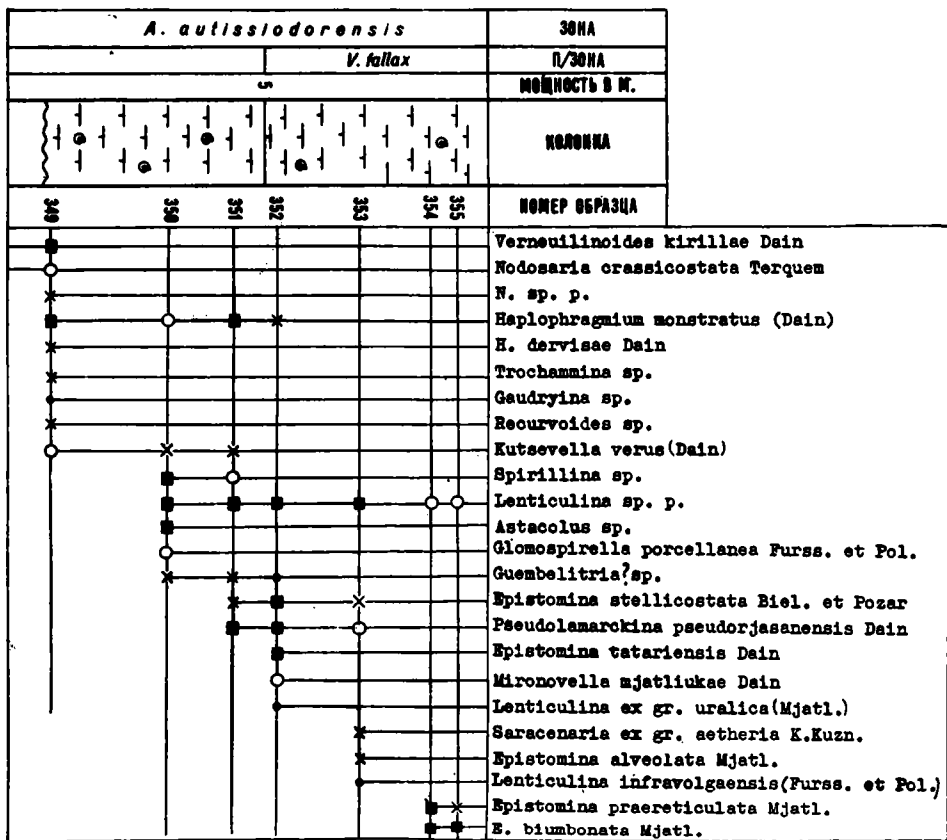 A. autissiodorensis ЗОНА
V. fallax П/ЗОНА
5 МОЩНОСТЬ В М.
КОЛОНКА
349 350 351 352 353 354 355 НОМЕР ОБРАЗЦА
Verneuilinoides kirillae Dain
Nodosaria crassicostata Terquem
N. sp. p.
Haplophragmium monstratus (Dain)
H. dervisae Dain
Trochammina sp.
Gaudryina sp.
Recurvoides sp.
Kutsevella verus(Dain)
Spirillina sp.
Lenticulina sp. p.
Astacolus sp.
Glomospirella porcellanea Furss. et Pol.
Guembelitria?sp.
Epistomina stellicostata Biel. et Pozar
Pseudolamarckina pseudorjasanensis Dain
Epistomina tatariensis Dain
Mironovella mjatliukae Dain
Lenticulina ex gr. uralica(Mjatl.)
Saracenaria ex gr. aetheria K.Kuzn.
Epistomina alveolata Mjatl.
Lenticulina infravolgaensis(Furss. et Pol.)
Epistomina praereticulata Mjatl.
E. biumbonata Mjatl.